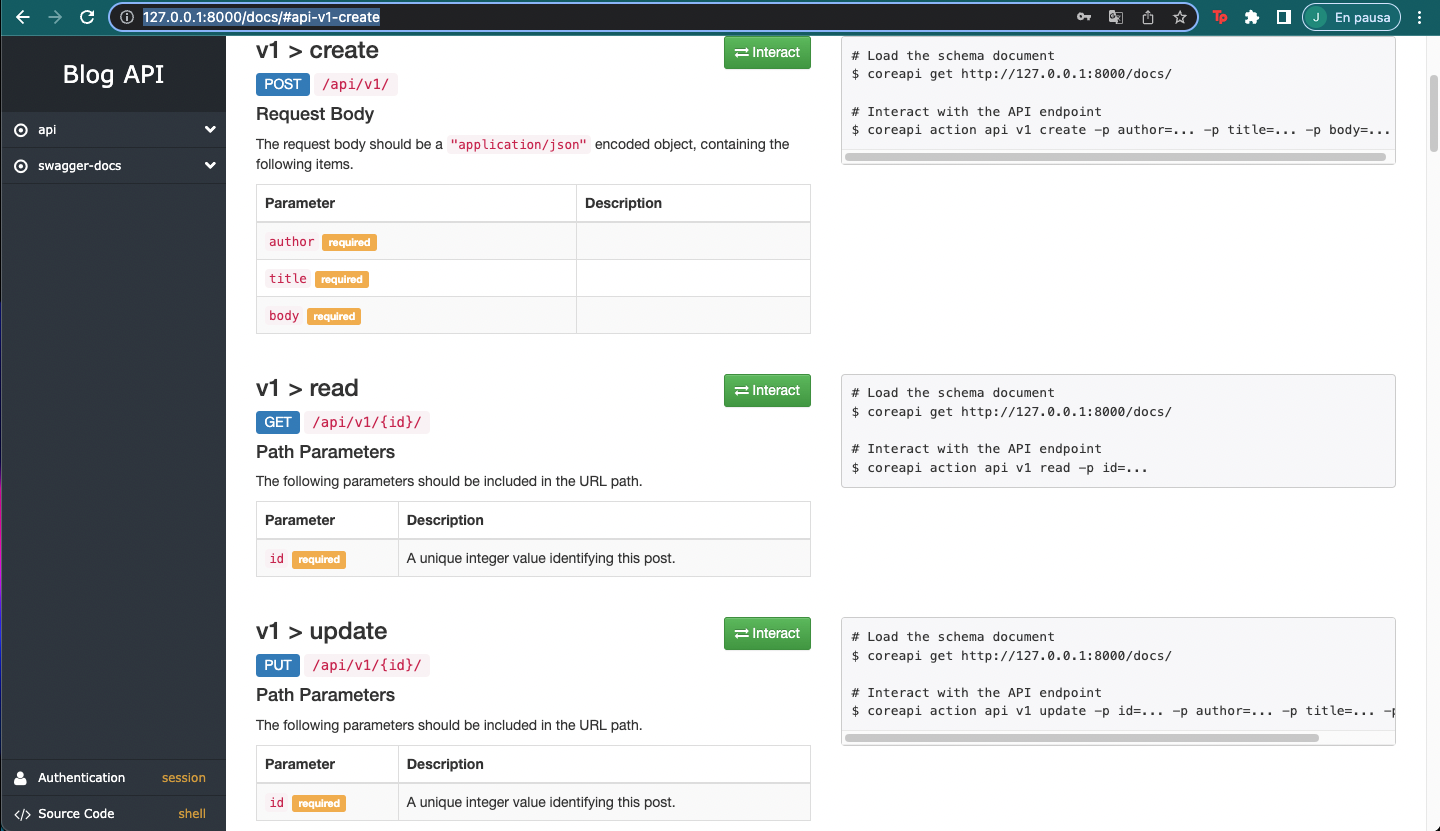 127.0.0.1:8000/docs/#api-v1-create
Tp
J
En pausa
Blog API
api
swagger-docs
Authentication session
</> Source Code shell
v1 > create
Interact
POST /api/v1/
Request Body
The request body should be a "application/json" encoded object, containing the
following items.
Parameter Description
author required
title required
body required
# Load the schema document
$ coreapi get http://127.0.0.1:8000/docs/
# Interact with the API endpoint
$ coreapi action api v1 create -p author=... -p title=... -p body=...
v1 > read
Interact
GET /api/v1/{id}/
Path Parameters
The following parameters should be included in the URL path.
Parameter Description
id required A unique integer value identifying this post.
# Load the schema document
$ coreapi get http://127.0.0.1:8000/docs/
# Interact with the API endpoint
$ coreapi action api v1 read -p id=...
v1 > update
Interact
PUT /api/v1/{id}/
Path Parameters
The following parameters should be included in the URL path.
Parameter Description
id required A unique integer value identifying this post.
# Load the schema document
$ coreapi get http://127.0.0.1:8000/docs/
# Interact with the API endpoint
$ coreapi action api v1 update -p id=... -p author=... -p title=... -p